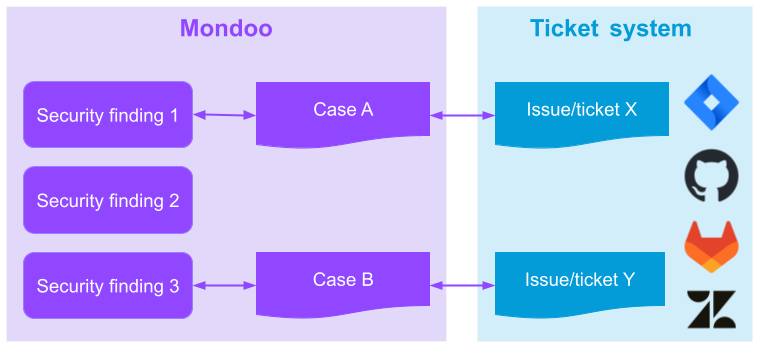 Mondoo
Ticket system
Security finding 1
Case A
Issue/ticket X
Security finding 2
Security finding 3
Case B
Issue/ticket Y